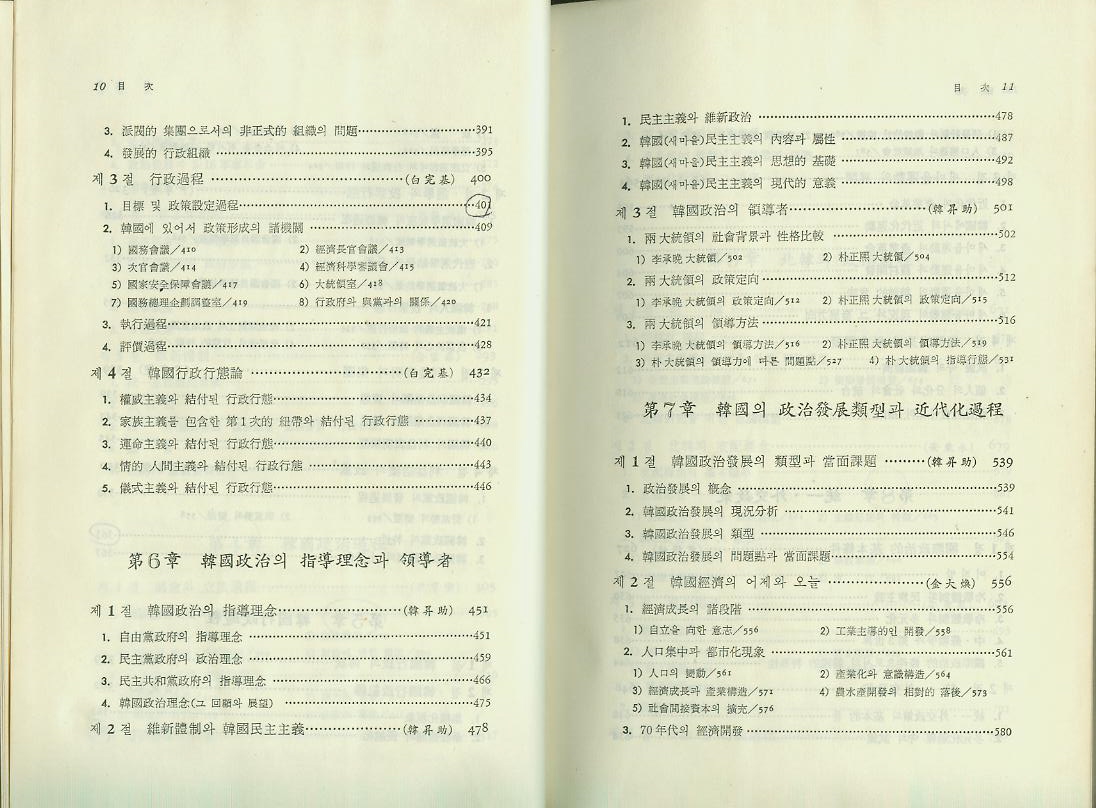 10 目 次
3. 派閥的 集團으로서의 非正式的 組織의 問題 391
4. 發展的 行政組織 395
제 3 절 行政過程 (白完基) 400
1. 目標 및 政策設定過程 401
2. 韓國에 있어서 政策形成의 諸機關 409
1) 國務會議/410 2) 經濟長官會議/413
3) 次官會議/414 4) 經濟科學審議會/415
5) 國家安全保障會議/417 6) 大統領室/418
7) 國務總理企劃調整室/419 8) 行政府와 與黨과의 關係/420
3. 執行過程 421
4. 評價過程 428
제 4 절 韓國行政行態論 (白完基) 432
1. 權威主義와 結付된 行政行態 434
2. 家族主義를 包含한 第1次的 紐帶와 結付된 行政行態 437
3. 運命主義와 結付된 行政行態 440
4. 情的 人間主義와 結付된 行政行態 443
5. 儀式主義와 結付된 行政行態 446
第6章 韓國政治의 指導理念과 領導者
제 1 절 韓國政治의 指導理念 (韓昇助) 451
1. 自由黨政府의 指導理念 451
2. 民主黨政府의 政治理念 459
3. 民主共和黨政府의 指導理念 466
4. 韓國政治理念(그 回顧와 展望) 475
제 2 절 維新體制와 韓國民主主義 (韓昇助) 478
目 次 11
1. 民主主義와 維新政治 478
2. 韓國(새마을)民主主義의 內容과 屬性 487
3. 韓國(새마을)民主主義의 思想的 基礎 492
4. 韓國(새마을)民主主義의 現代的 意義 498
제 3 절 韓國政治의 領導者 (韓昇助) 501
1. 兩大統領의 社會背景과 性格比較 502
1) 李承晩大統領/502 2) 朴正熙大統領/504
2. 兩大統領의 政策定向 512
1) 李承晩大統領의 政策定向/512 2) 朴正熙大統領의 政策定向/515
3. 兩大統領의 領導方法 516
1) 李承晩大統領의 領導方法/516 2) 朴正熙大統領의 領導方法/519
3) 朴大統領의 領導力에 따른 問題點/527 4) 朴大統領의 指導行態/531
第7章 韓國의 政治發展類型과 近代化過程
제 1 절 韓國政治發展의 類型과 當面課題 (韓昇助) 539
1. 政治發展의 槪念 539
2. 韓國政治發展의 現況分析 541
3. 韓國政治發展의 類型 546
4. 韓國政治發展의 問題點과 當面課題 554
제 2 절 韓國經濟의 어제와 오늘 (金大煥) 556
1. 經濟成長의 諸段階 556
1) 自立을 向한 意志/556 2) 工業主導的인 開發/558
2. 人口集中과 都市化現象 561
1) 人口의 變動/561 2) 產業化와 意識構造/564
3) 經濟成長과 產業構造/571 4) 農水產開發의 相對的 落後/573
5) 社會間接資本의 擴充/576
3. 70年代의 經濟開發 580